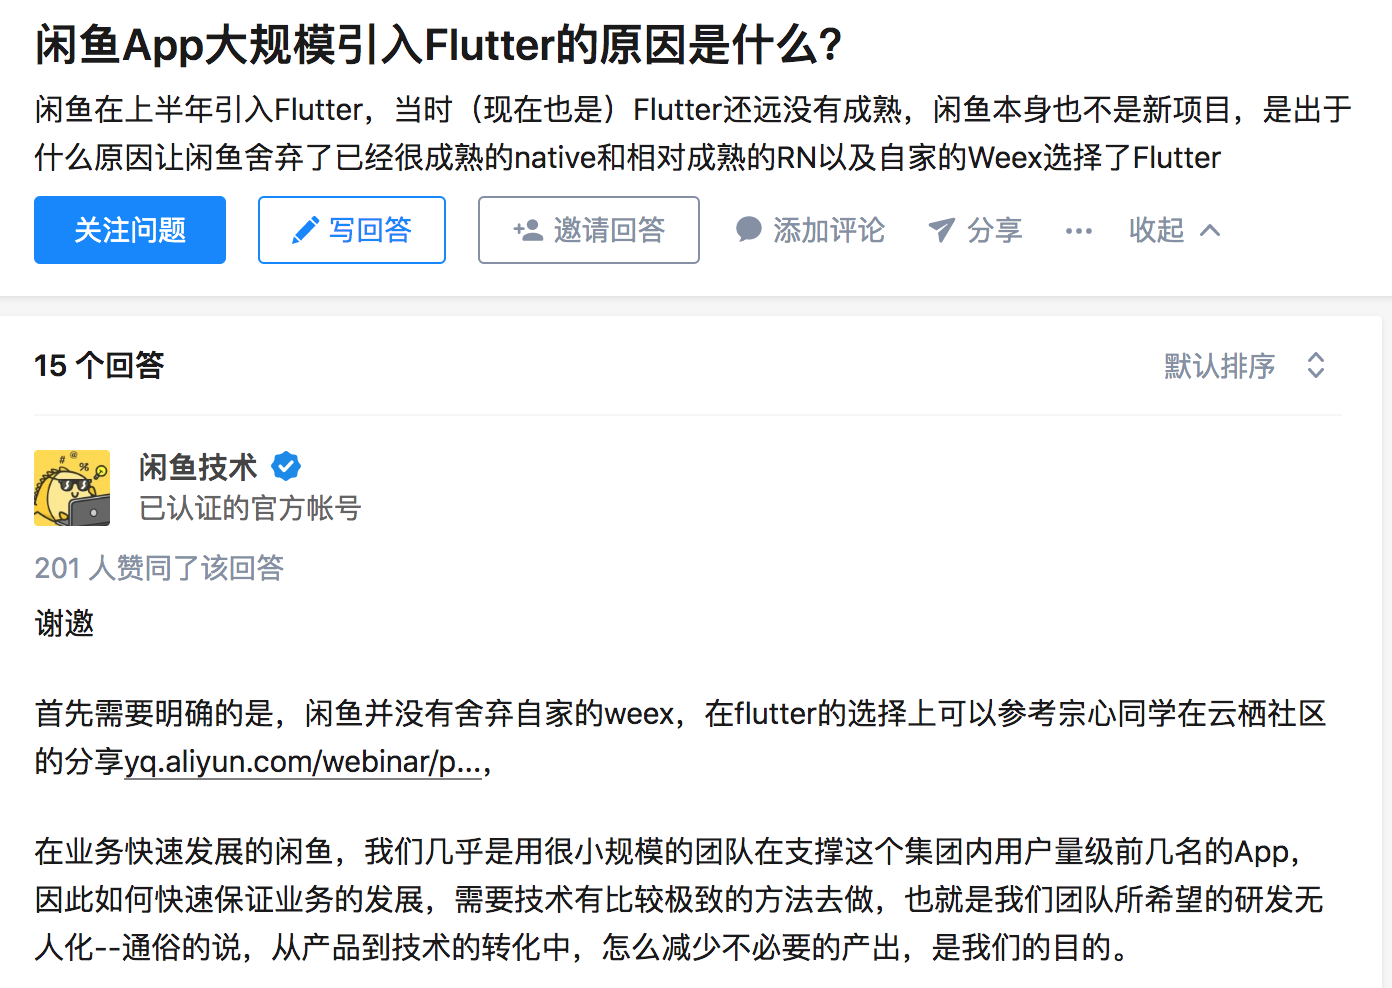 闲鱼App大规模引入Flutter的原因是什么?
闲鱼在上半年引入Flutter，当时（现在也是）Flutter还远没有成熟，闲鱼本身也不是新项目，是出于
什么原因让闲鱼舍弃了已经很成熟的native和相对成熟的RN以及自家的Weex选择了Flutter
关注问题 写回答 邀请回答 添加评论 分享 ... 收起
15 个回答 默认排序
# @ %
闲鱼技术
已认证的官方帐号
201 人赞同了该回答
谢邀
首先需要明确的是，闲鱼并没有舍弃自家的weex，在flutter的选择上可以参考宗心同学在云栖社区
的分享yq.aliyun.com/webinar/p...，
在业务快速发展的闲鱼，我们几乎是用很小规模的团队在支撑这个集团内用户量级前几名的App，
因此如何快速保证业务的发展，需要技术有比较极致的方法去做，也就是我们团队所希望的研发无
人化--通俗的说，从产品到技术的转化中，怎么减少不必要的产出，是我们的目的。